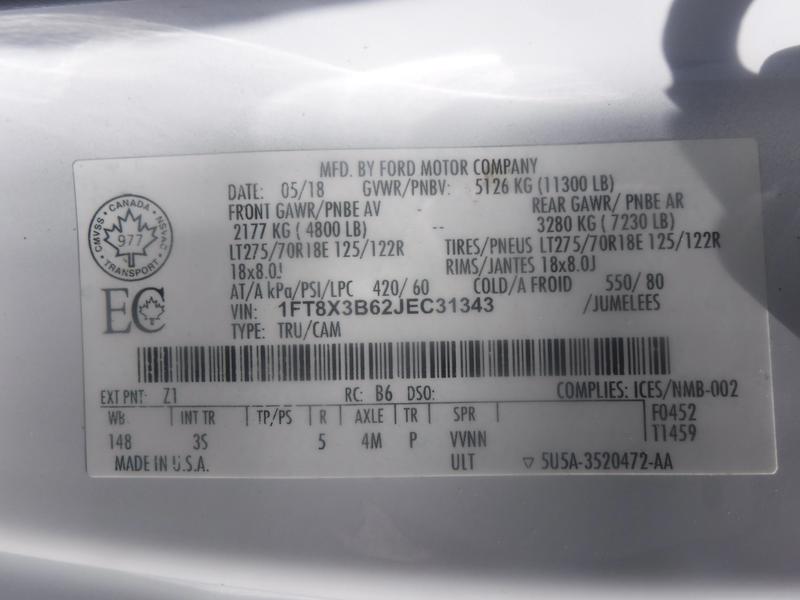 MFD. BY FORD MOTOR COMPANY
DATE: 05/18 GVWR/PNBV: 5126 KG (11300 LB)
FRONT GAWR/PNBE AV REAR GAWR/ PNBE AR
2177 KG ( 4800 LB) -- 3280 KG ( 7230 LB)
LT275/70R18E 125/122R TIRES/PNEUS LT275/70R18E 125/122R
18x8.0J RIMS/JANTES 18x8.0J
AT/A kPa/PSI/LPC 420/ 60 COLD/A FROID 550/ 80
VIN: 1FT8X3B62JEC31343 /JUMELEES
TYPE: TRU/CAM
CANADA
CMVSS NSVAC
977
TRANSPORT
EC
EXT PNT: Z1 RC: B6 DSO: COMPLIES: ICES/NMB-002
WB INT TR TP/PS R AXLE TR SPR F0452
148 3S 5 4M P VVNN T1459
MADE IN U.S.A. ULT ▽ 5U5A-3520472-AA